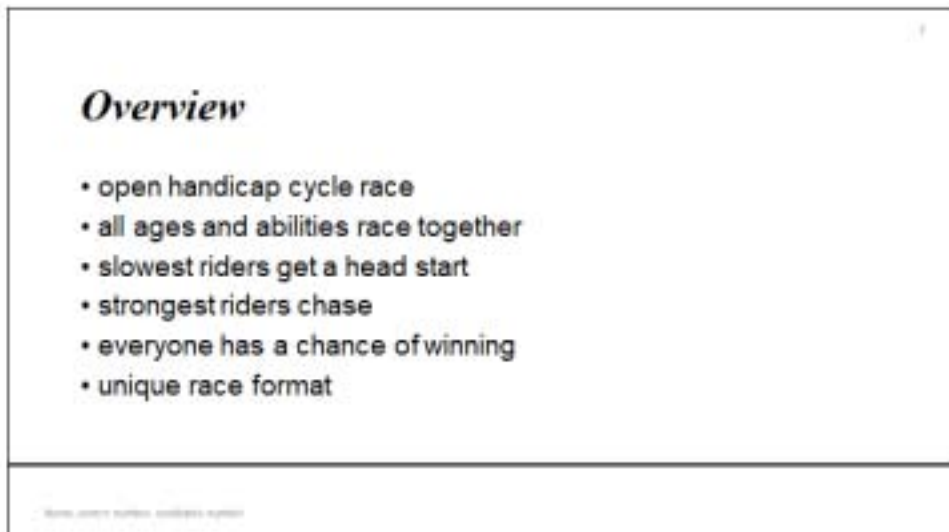 Overview
• open handicap cycle race
• all ages and abilities race together
• slowest riders get a head start
• strongest riders chase
• everyone has a chance of winning
• unique race format